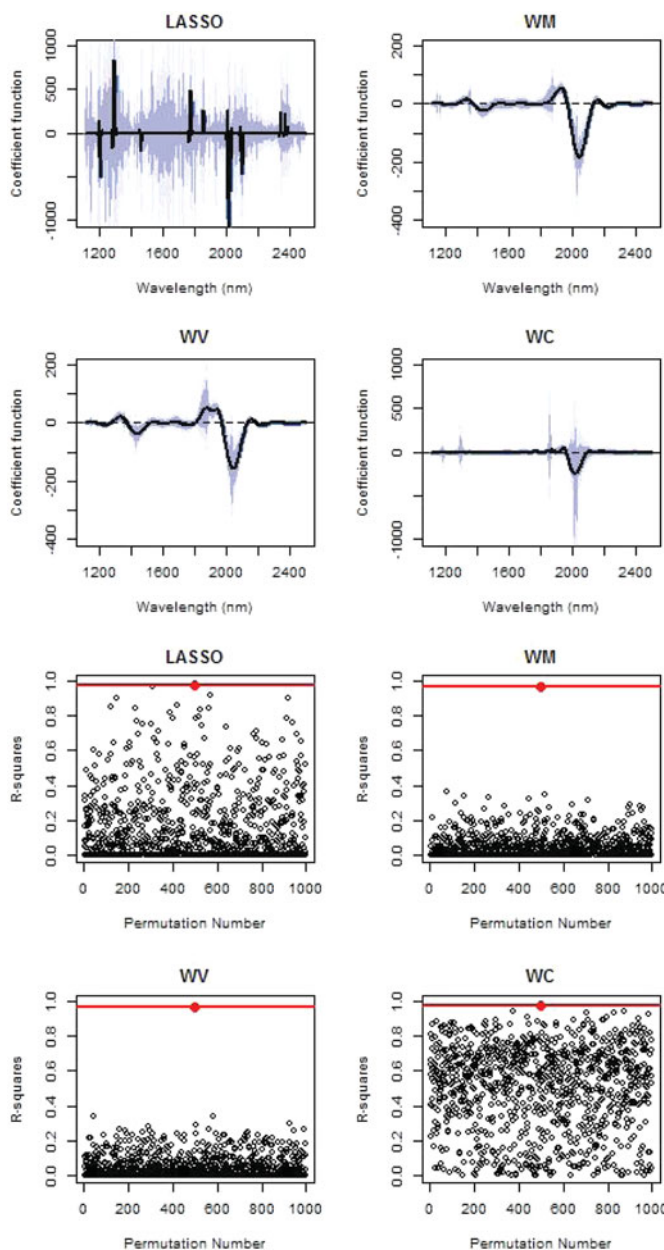 LASSO
WM
Coefficient function
1000
500
0
-1000
1200 1600 2000 2400
Wavelength (nm)
Coefficient function
200
0
-200
-400
1200 1600 2000 2400
Wavelength (nm)
WV
WC
Coefficient function
200
0
-200
-400
1200 1600 2000 2400
Wavelength (nm)
Coefficient function
1000
500
0
-1000
1200 1600 2000 2400
Wavelength (nm)
LASSO
WM
R-squares
1.0
0.8
0.6
0.4
0.2
0.0
0 200 400 600 800 1000
Permutation Number
R-squares
1.0
0.8
0.6
0.4
0.2
0.0
0 200 400 600 800 1000
Permutation Number
WV
WC
R-squares
1.0
0.8
0.6
0.4
0.2
0.0
0 200 400 600 800 1000
Permutation Number
R-squares
1.0
0.8
0.6
0.4
0.2
0.0
0 200 400 600 800 1000
Permutation Number